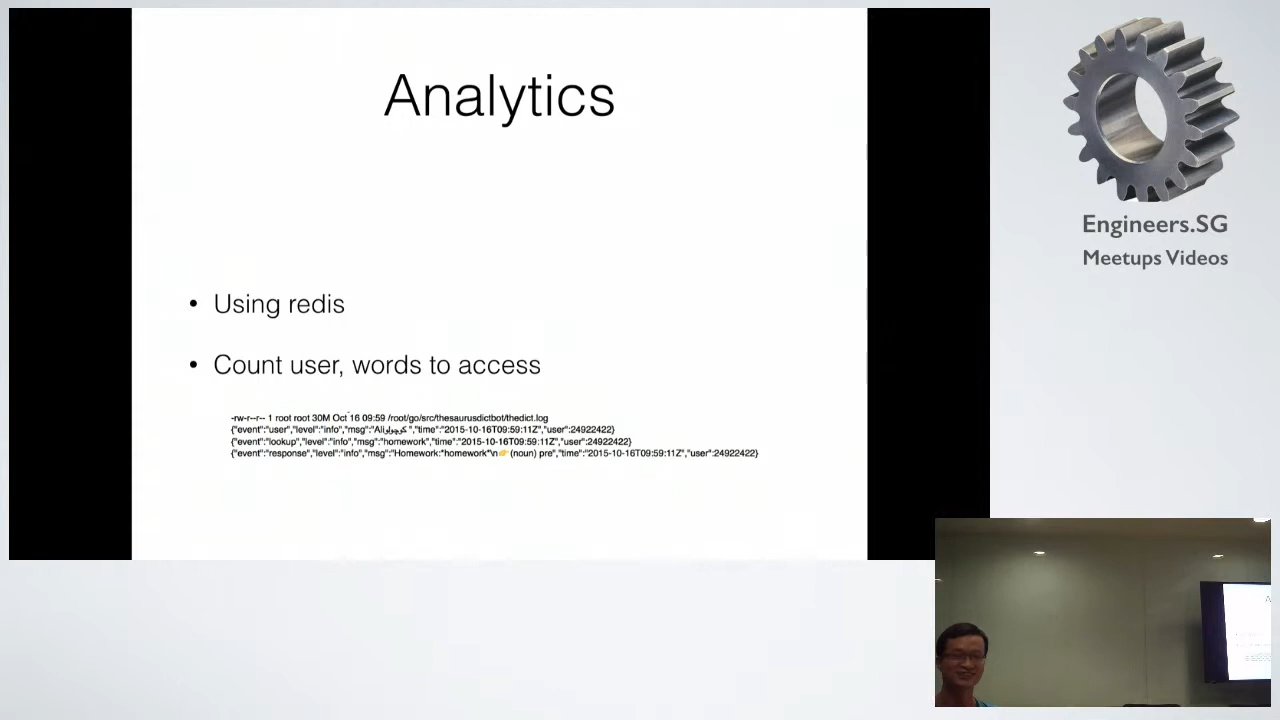 Analytics
• Using redis
• Count user, words to access
-rw-r--r-- 1 root root 30M Oct 16 09:59 /root/go/src/thesaurusdictbot/thedict.log
{"event":"user","level":"info","msg":"Ali کوچولو ","time":"2015-10-16T09:59:11Z","user":24922422}
{"event":"lookup","level":"info","msg":"homework","time":"2015-10-16T09:59:11Z","user":24922422}
{"event":"response","level":"info","msg":"Homework:*homework*\n👉(noun) pre","time":"2015-10-16T09:59:11Z","user":24922422}
Engineers.SG
Meetups Videos